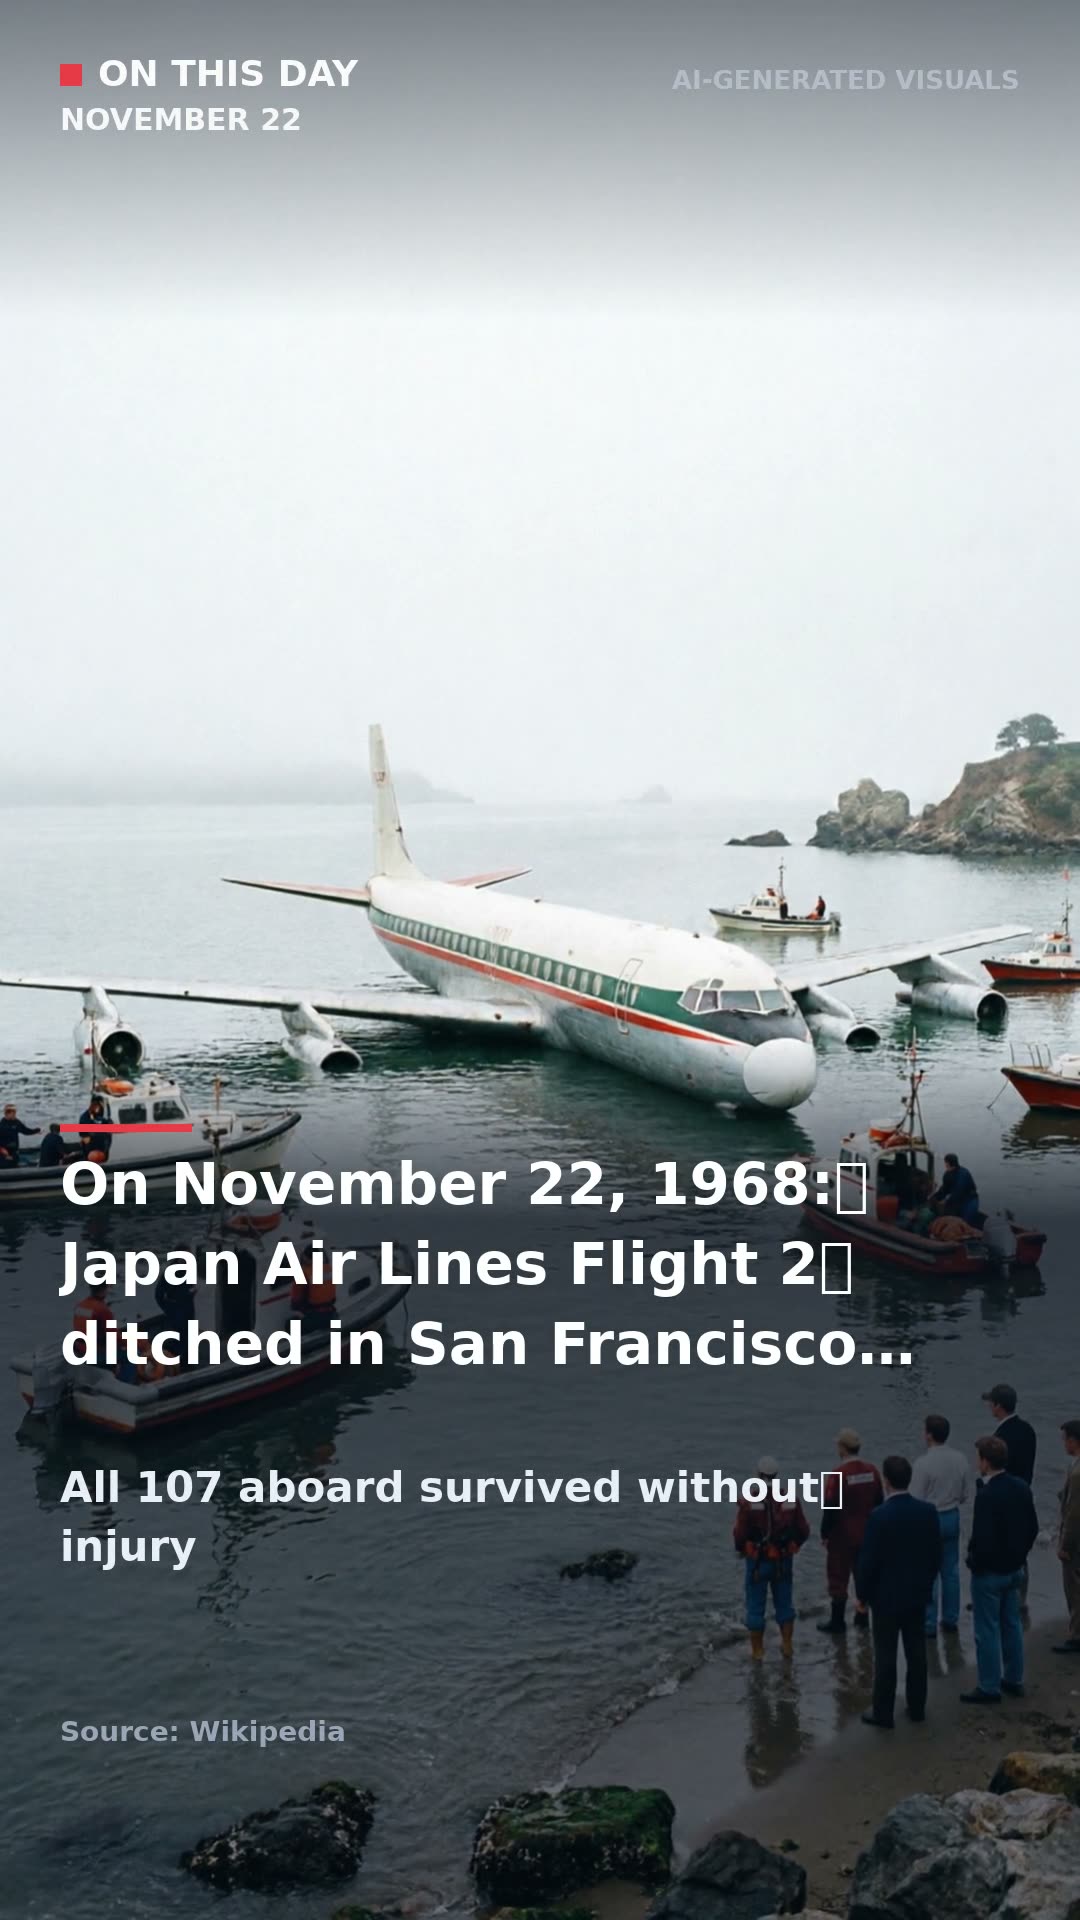 ON THIS DAY
AI-GENERATED VISUALS
NOVEMBER 22
On November 22, 1968:
Japan Air Lines Flight 2
ditched in San Francisco…
All 107 aboard survived without
injury
Source: Wikipedia